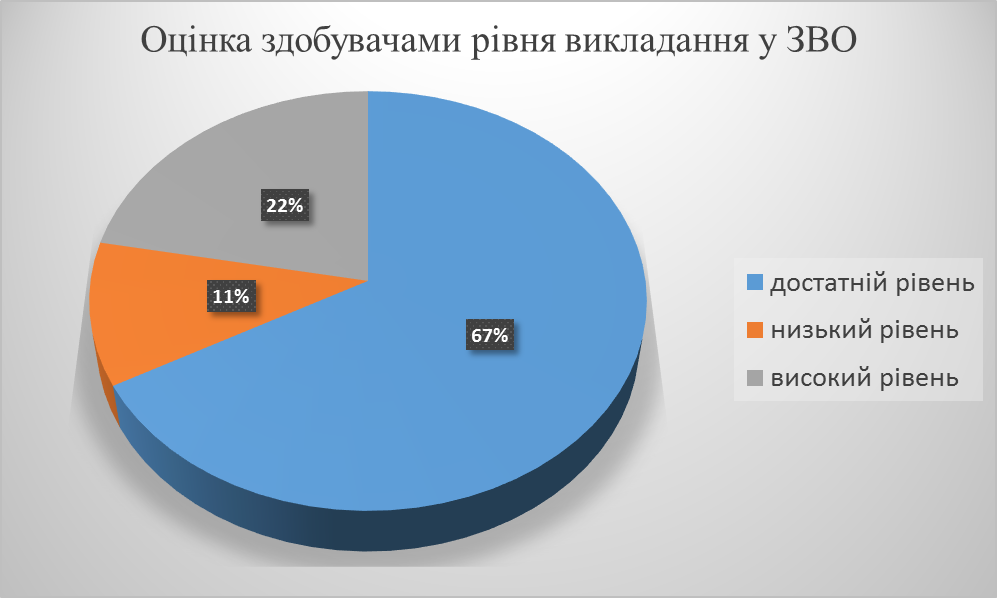 Оцінка здобувачами рівня викладання у ЗВО
22%
11%
67%
достатній рівень
низький рівень
високий рівень